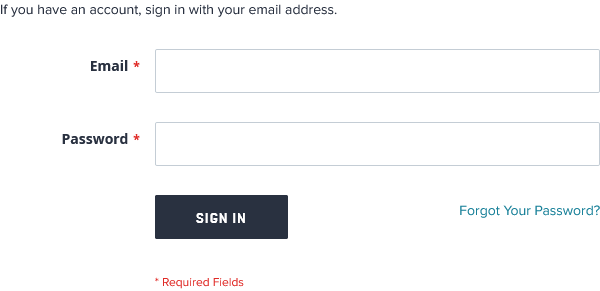 If you have an account, sign in with your email address.
Email *
Password *
SIGN IN
Forgot Your Password?
* Required Fields